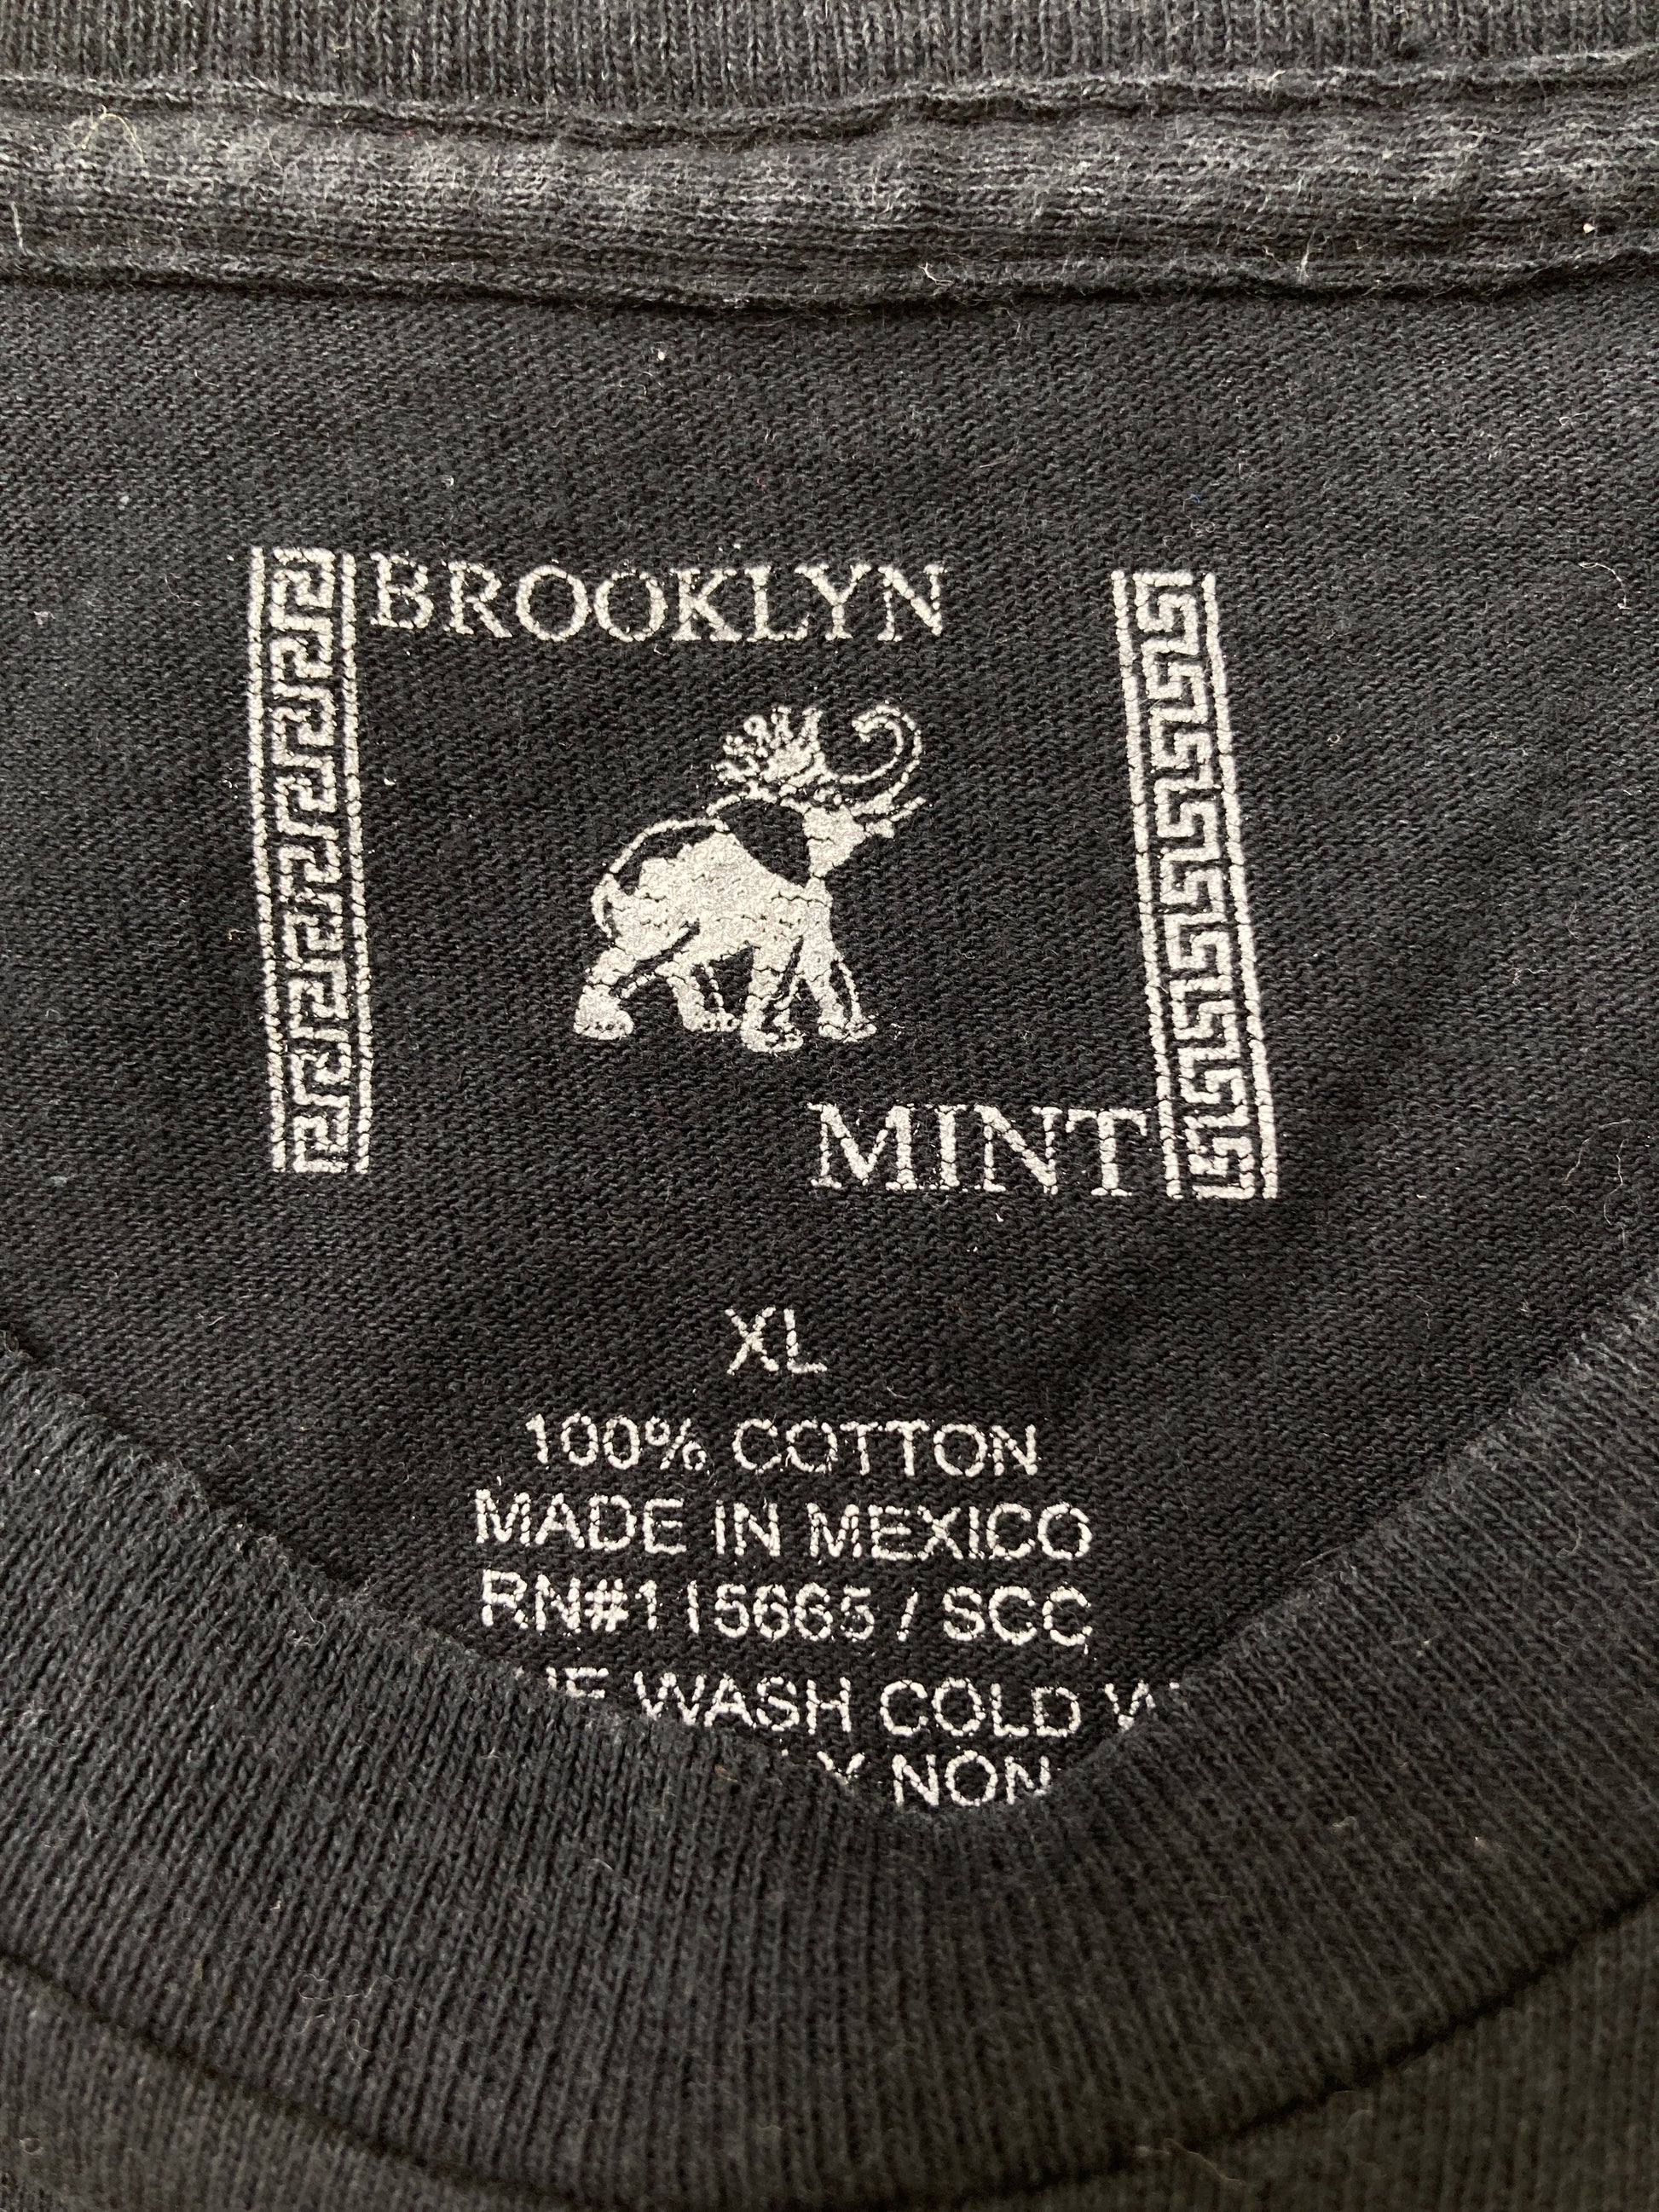 BROOKLYN
MINT
XL
100% COTTON
MADE IN MEXICO
RN#115665 / SCC
WASH COLD
NON